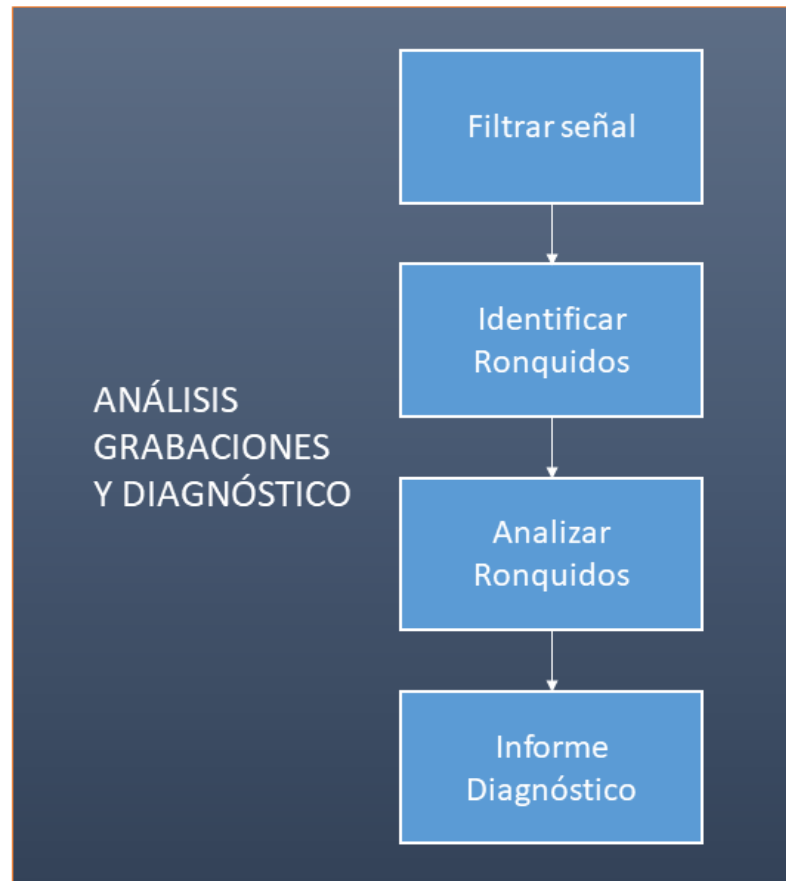 Filtrar señal
Identificar
Ronquidos
ANÁLISIS
GRABACIONES
Y DIAGNÓSTICO
Analizar
Ronquidos
Informe
Diagnóstico